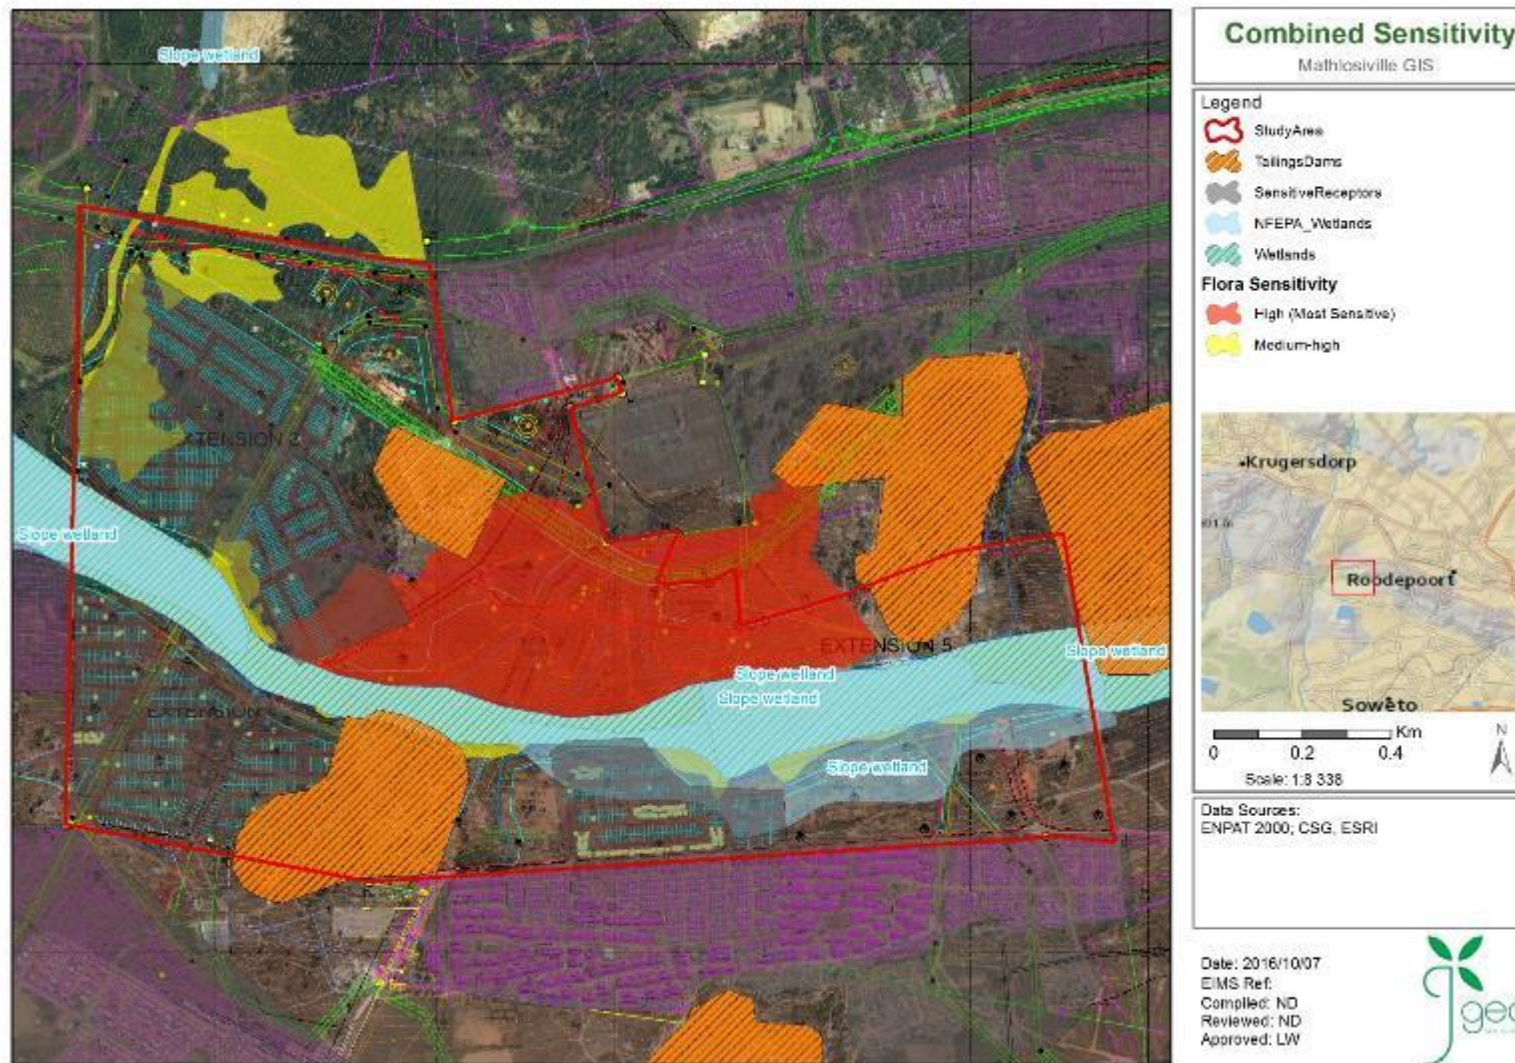 Slope wetland
EXTENSION 2
Slope wetland
EXTENSION 5
Slope wetland
Slope wetland
Slope wetland
EXTENSION
Slope wetland
Combined Sensitivity
Mathlosiville GIS
Legend
StudyArea
TailingsDams
SensitiveReceptors
NFEPA_Wetlands
Wetlands
Flora Sensitivity
High (Most Sensitive)
Medium-high
Krugersdorp
Roodepoort
Soweto
Km
0 0.2 0.4
N
Scale: 1:8 338
Data Sources:
ENPAT 2000; CSG, ESRI
Date: 2016/10/07
EIMS Ref:
Compiled: ND
Reviewed: ND
Approved: LW
geo